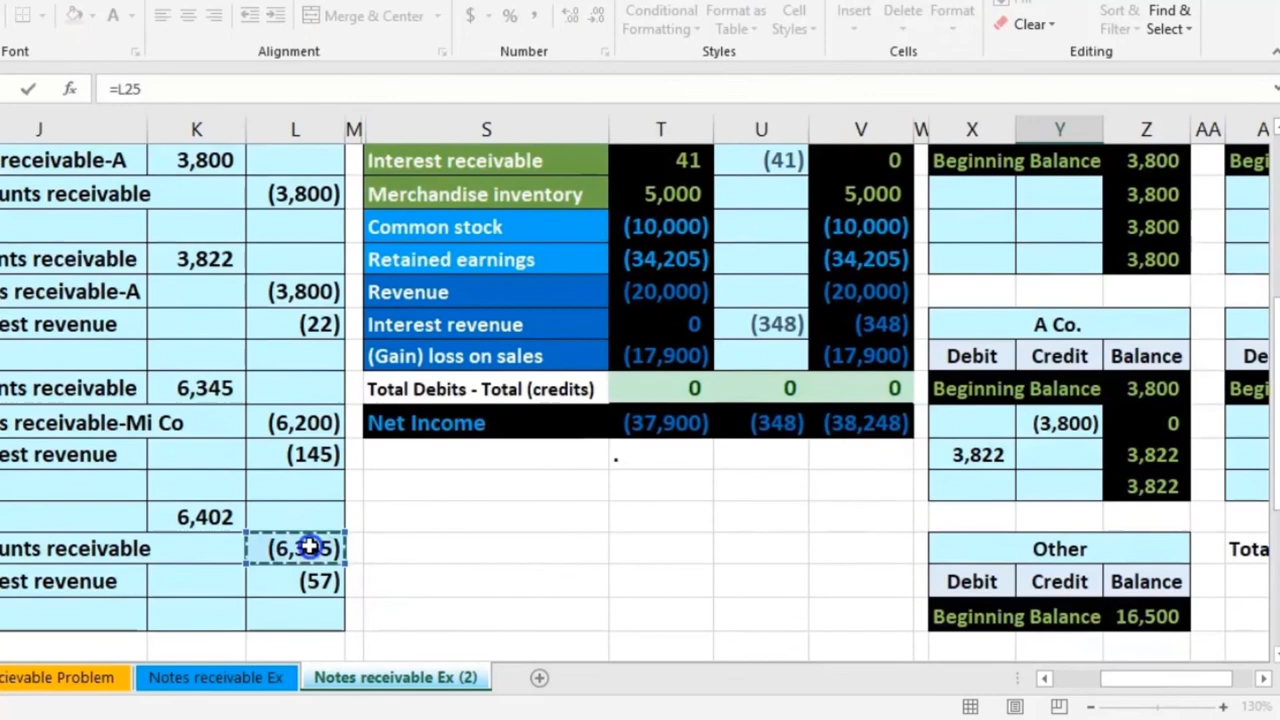 Merge & Center
$ % ,
Conditional Formatting
Format as Table
Cell Styles
Insert Delete Format
Clear
Sort & Filter
Find & Select
Font Alignment Number Styles Cells Editing
fx =L25
J K L M S T U V W X Y Z AA A
receivable-A 3,800 Interest receivable 41 (41) 0 Beginning Balance 3,800 Begi
unts receivable (3,800) Merchandise inventory 5,000 5,000 3,800
Common stock (10,000) (10,000) 3,800
unts receivable 3,822 Retained earnings (34,205) (34,205) 3,800
s receivable-A (3,800) Revenue (20,000) (20,000)
est revenue (22) Interest revenue 0 (348) (348) A Co.
(Gain) loss on sales (17,900) (17,900) Debit Credit Balance De
unts receivable 6,345 Total Debits - Total (credits) 0 0 0 Beginning Balance 3,800 Begi
s receivable-Mi Co (6,200) Net Income (37,900) (348) (38,248) (3,800) 0
est revenue (145) . 3,822 3,822
3,822
6,402
unts receivable Other Tota
est revenue (57) Debit Credit Balance
Beginning Balance 16,500
cievable Problem Notes receivable Ex Notes receivable Ex (2)
130%